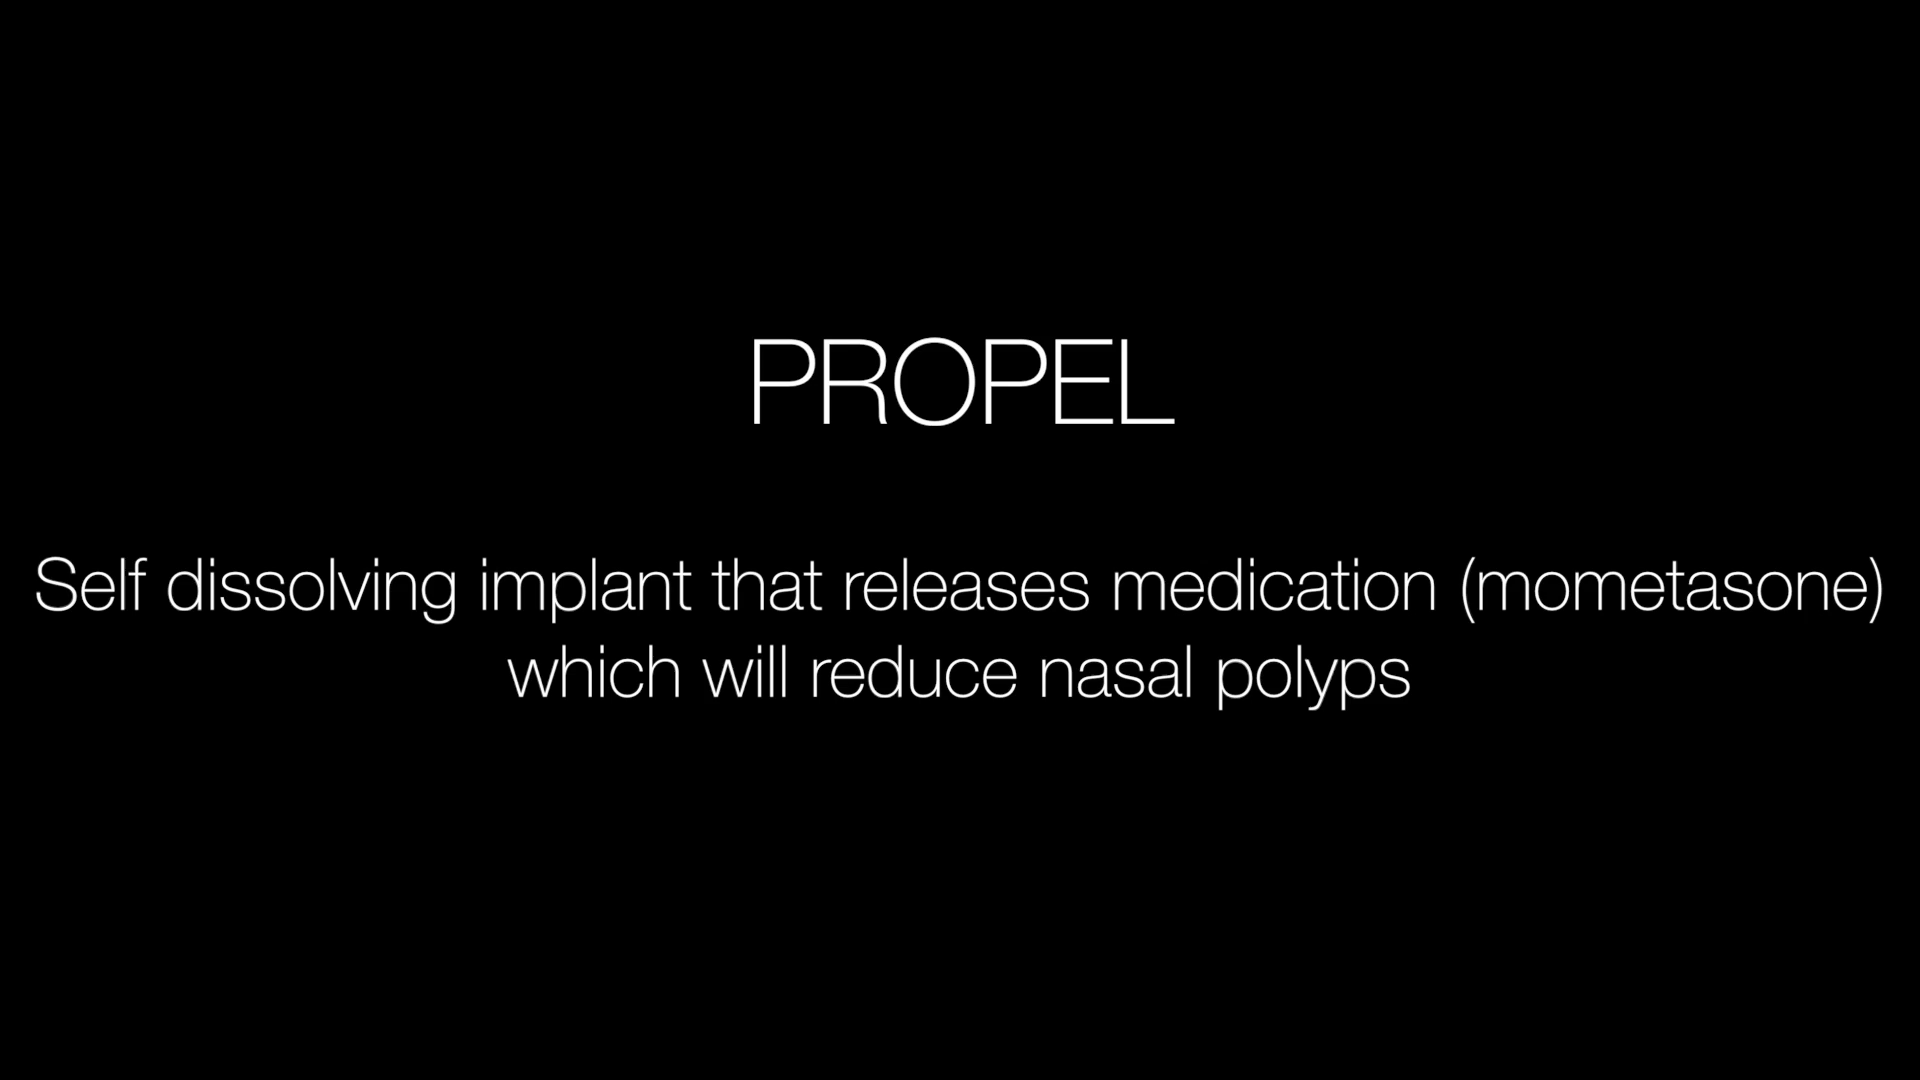 PROPEL
Self dissolving implant that releases medication (mometasone)
which will reduce nasal polyps